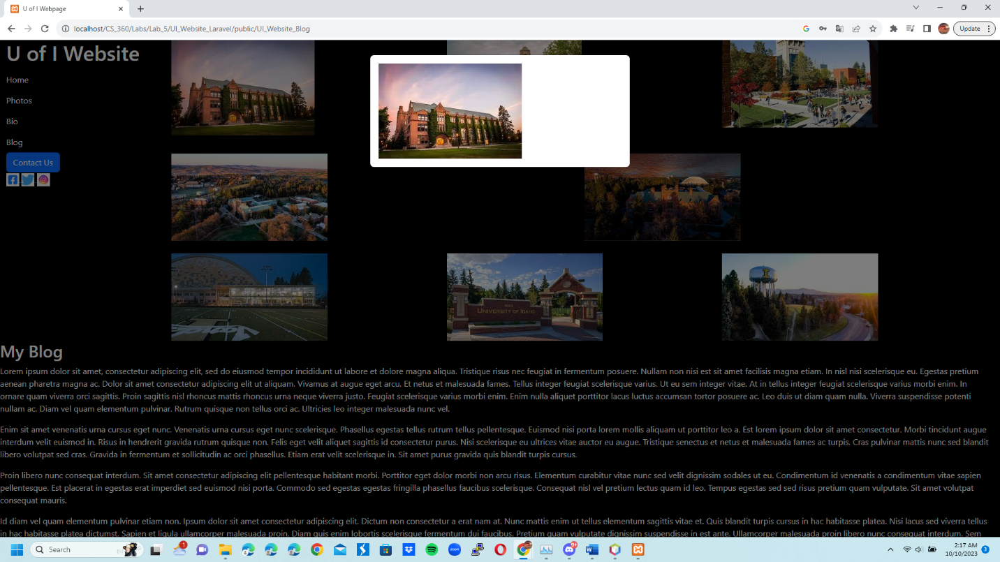 U of I Webpage
localhost/CS_360/Labs/Lab_5/UI_Website_Laravel/public/UI_Website_Blog
Update
U of I Website
Home
Photos
Bio
Blog
Contact Us
UNIVERSITY OF IDAHO
I
My Blog
Lorem ipsum dolor sit amet, consectetur adipiscing elit, sed do eiusmod tempor incididunt ut labore et dolore magna aliqua. Tristique risus nec feugiat in fermentum posuere. Nullam non nisi est sit amet facilisis magna etiam. In nisl nisi scelerisque eu. Egestas pretium
aenean pharetra magna ac. Dolor sit amet consectetur adipiscing elit ut aliquam. Vivamus at augue eget arcu. Et netus et malesuada fames. Tellus integer feugiat scelerisque varius. Ut eu sem integer vitae. At in tellus integer feugiat scelerisque varius morbi enim. In
ornare quam viverra orci sagittis. Proin sagittis nisl rhoncus mattis rhoncus urna neque viverra justo. Feugiat scelerisque varius morbi enim. Enim nulla aliquet porttitor lacus luctus accumsan tortor posuere ac. Leo duis ut diam quam nulla. Viverra suspendisse potenti
nullam ac. Diam vel quam elementum pulvinar. Rutrum quisque non tellus orci ac. Ultricies leo integer malesuada nunc vel.
Enim sit amet venenatis urna cursus eget nunc. Venenatis urna cursus eget nunc scelerisque. Phasellus egestas tellus rutrum tellus pellentesque. Euismod nisi porta lorem mollis aliquam ut porttitor leo a. Est lorem ipsum dolor sit amet consectetur. Morbi tincidunt augue
interdum velit euismod in. Risus in hendrerit gravida rutrum quisque non. Felis eget velit aliquet sagittis id consectetur purus. Nisi scelerisque eu ultrices vitae auctor eu augue. Tristique senectus et netus et malesuada fames ac turpis. Cras pulvinar mattis nunc sed blandit
libero volutpat sed cras. Gravida in fermentum et sollicitudin ac orci phasellus. Etiam erat velit scelerisque in. Sit amet purus gravida quis blandit turpis cursus.
Proin libero nunc consequat interdum. Sit amet consectetur adipiscing elit pellentesque habitant morbi. Porttitor eget dolor morbi non arcu risus. Elementum curabitur vitae nunc sed velit dignissim sodales ut eu. Condimentum id venenatis a condimentum vitae sapien
pellentesque. Est placerat in egestas erat imperdiet sed euismod nisi porta. Commodo sed egestas egestas fringilla phasellus faucibus scelerisque. Consequat nisl vel pretium lectus quam id leo. Tempus egestas sed sed risus pretium quam vulputate. Sit amet volutpat
consequat mauris.
Id diam vel quam elementum pulvinar etiam non. Ipsum dolor sit amet consectetur adipiscing elit. Dictum non consectetur a erat nam at. Nunc mattis enim ut tellus elementum sagittis vitae et. Quis blandit turpis cursus in hac habitasse platea. Nisi lacus sed viverra tellus
in hac habitasse platea dictumst. Sapien et ligula ullamcorper malesuada proin. Diam quis enim lobortis scelerisque fermentum dui faucibus. Pretium quam vulputate dignissim suspendisse in est ante. Ullamcorper malesuada proin libero nunc consequat interdum. Sem
Search
1
zoom
9+
2:17 AM
10/10/2023
3